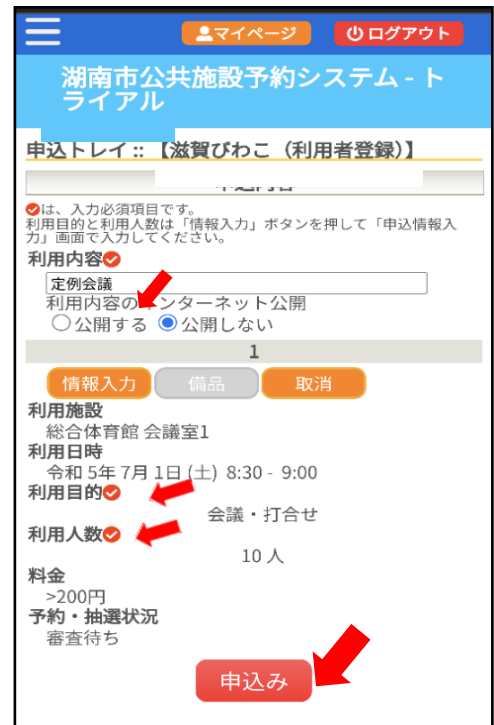 マイページ ログアウト
湖南市公共施設予約システム - ト
ライアル
申込トレイ :: 【滋賀びわこ（利用者登録）】
は、入力必須項目です。
利用目的と利用人数は「情報入力」ボタンを押して「申込情報入
力」画面で入力してください。
利用内容
定例会議
利用内容のインターネット公開
公開する 公開しない
1
情報入力 備品 取消
利用施設
総合体育館 会議室1
利用日時
令和 5年 7月 1日 (土) 8:30 - 9:00
利用目的
会議・打合せ
利用人数
10 人
料金
>200円
予約・抽選状況
審査待ち
申込み